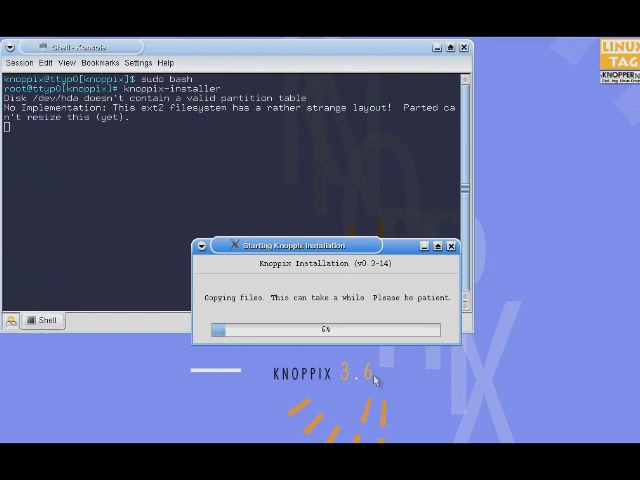 Shell - Konsole
Session Edit View Bookmarks Settings Help
knoppix@ttyp0[knoppix]$ sudo bash
root@ttyp0[knoppix]# knoppix-installer
Disk /dev/hda doesn't contain a valid partition table
No Implementation: This ext2 filesystem has a rather strange layout!  Parted ca
n't resize this (yet).
LINUX
TAG
KNOPPER.N
Starting Knoppix Installation
Knoppix Installation (v0.3-14)
Copying files. This can take a while. Please be patient.
6%
Shell
KNOPPIX 3.6